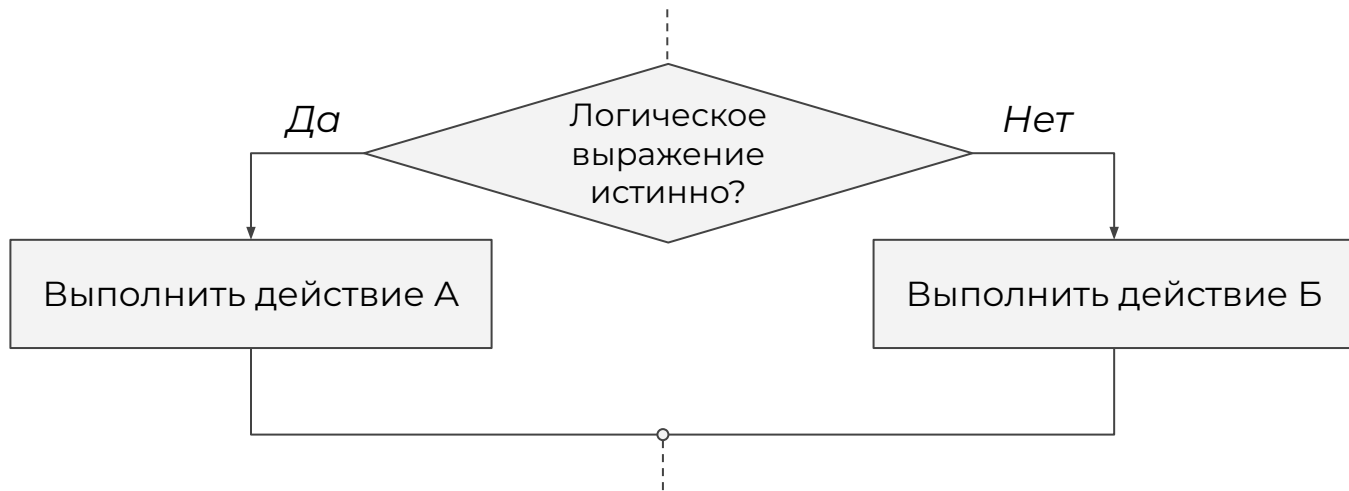 Да
Логическое
выражение
истинно?
Нет
Выполнить действие А
Выполнить действие Б